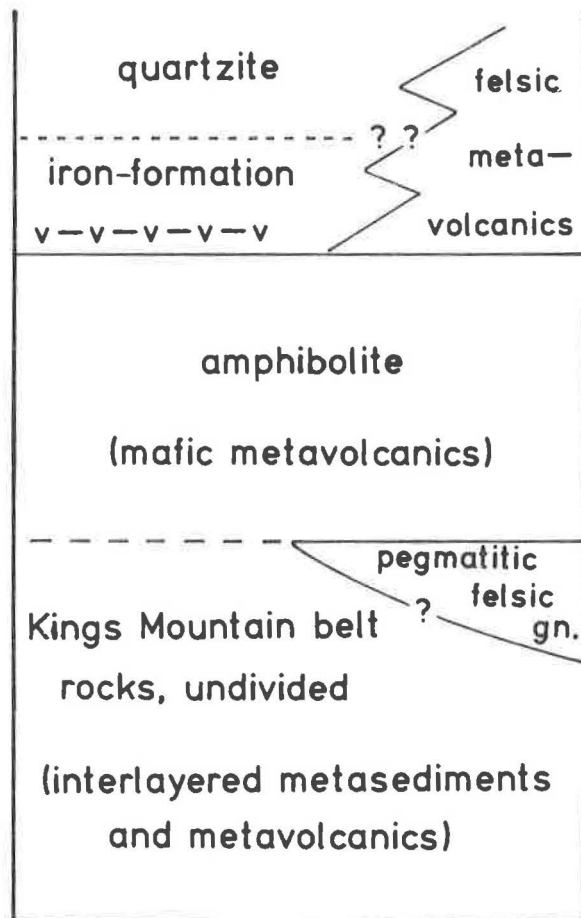 quartzite
felsic
? ?
meta—
iron-formation
volcanics
v—v—v—v—v
amphibolite
(mafic metavolcanics)
pegmatitic
felsic
?
gn.
Kings Mountain belt
rocks, undivided
(interlayered metasediments
and metavolcanics)